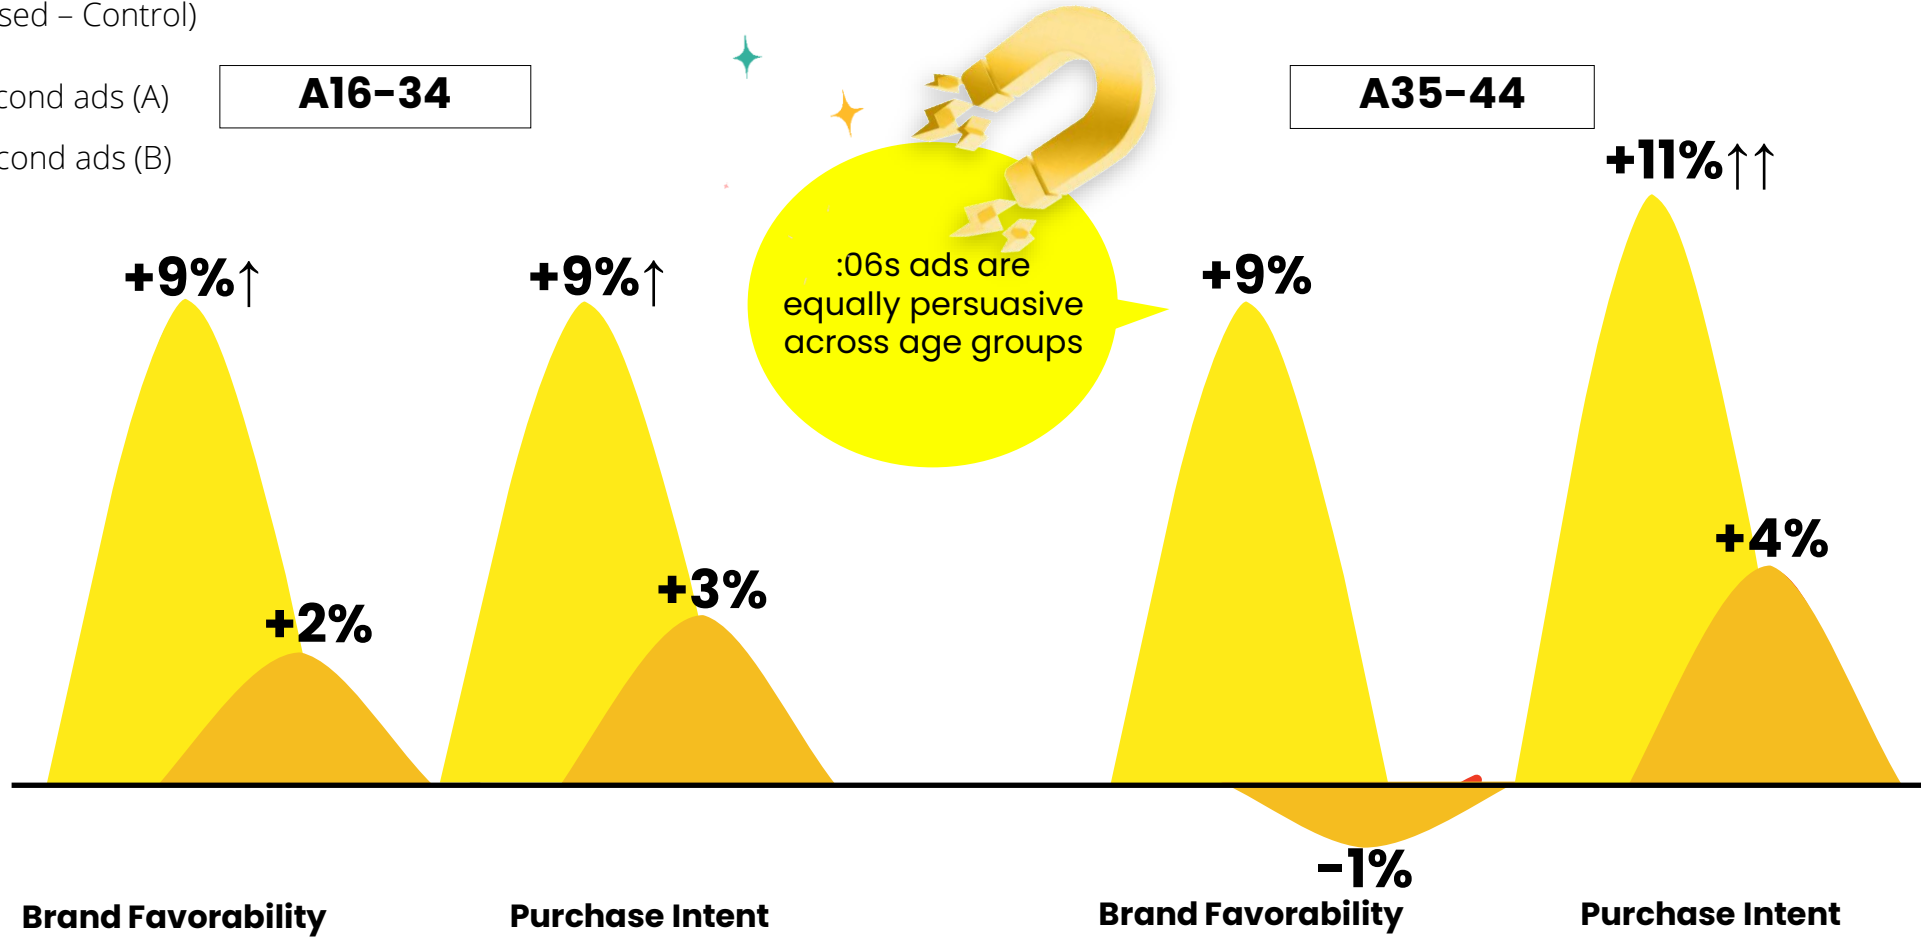 sed – Control)
cond ads (A)
cond ads (B)
A16-34
A35-44
+9%↑
+2%
+9%↑
+3%
:06s ads are
equally persuasive
across age groups
+9%
-1%
+11%↑↑
+4%
Brand Favorability
Purchase Intent
Brand Favorability
Purchase Intent